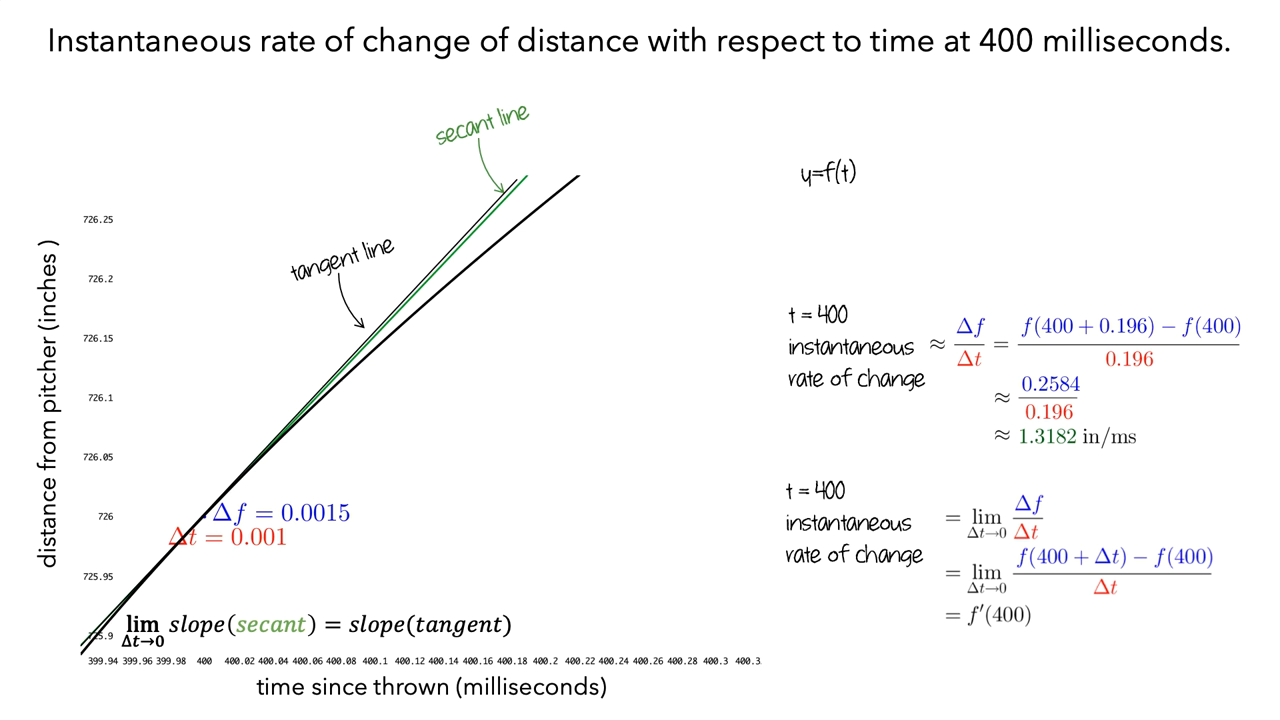 Instantaneous rate of change of distance with respect to time at 400 milliseconds.
secant line
tangent line
distance from pitcher (inches )
726.25
726.2
726.15
726.1
726.05
726
725.95
725.9
Δf = 0.0015
Δt = 0.001
lim Δt→0 slope(secant) = slope(tangent)
399.94 399.96 399.98 400 400.02 400.04 400.06 400.08 400.1 400.12 400.14 400.16 400.18 400.2 400.22 400.24 400.26 400.28 400.3 400.3
time since thrown (milliseconds)
y=f(t)
t = 400
instantaneous
rate of change
≈ Δf/Δt = (f(400 + 0.196) − f(400))/0.196
≈ 0.2584/0.196
≈ 1.3182 in/ms
t = 400
instantaneous
rate of change
= lim Δt→0 Δf/Δt
= lim Δt→0 (f(400 + Δt) − f(400))/Δt
= f′(400)